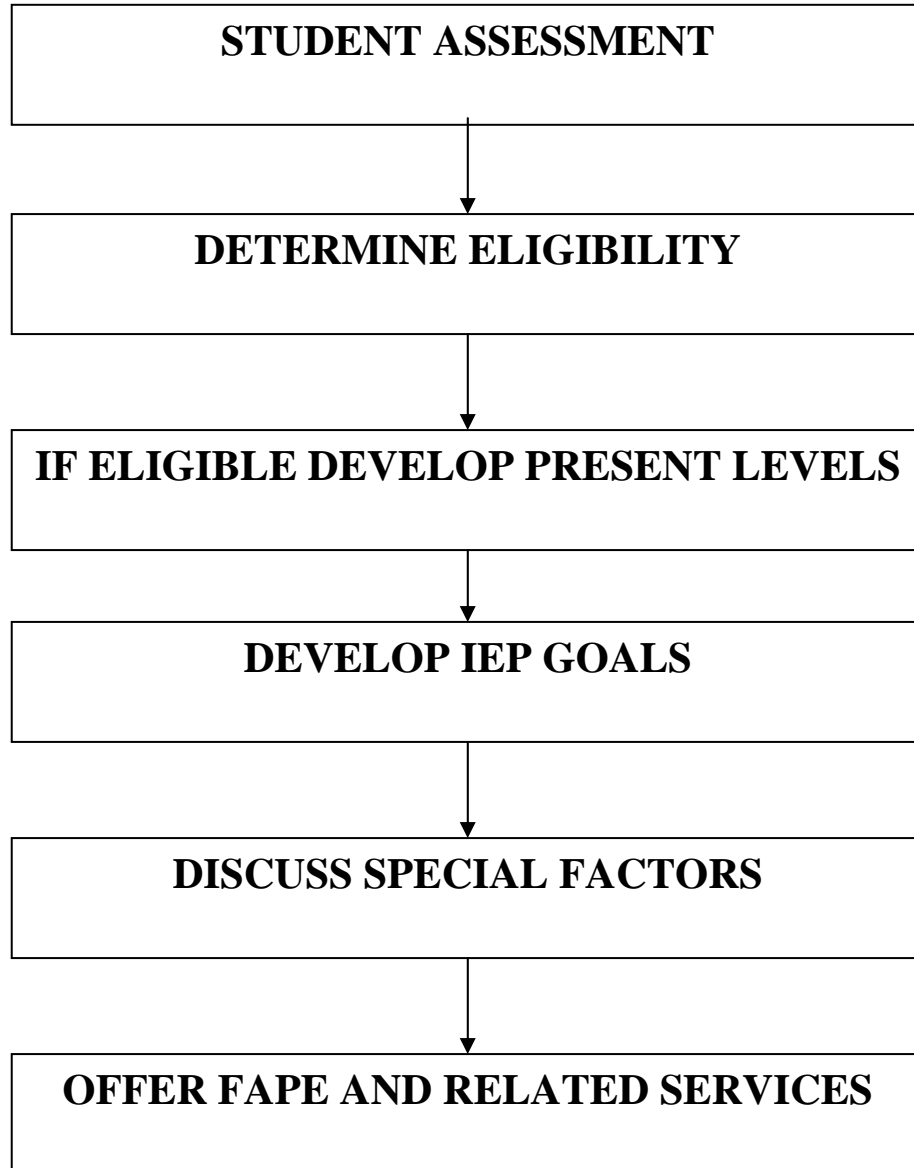 STUDENT ASSESSMENT
DETERMINE ELIGIBILITY
IF ELIGIBLE DEVELOP PRESENT LEVELS
DEVELOP IEP GOALS
DISCUSS SPECIAL FACTORS
OFFER FAPE AND RELATED SERVICES